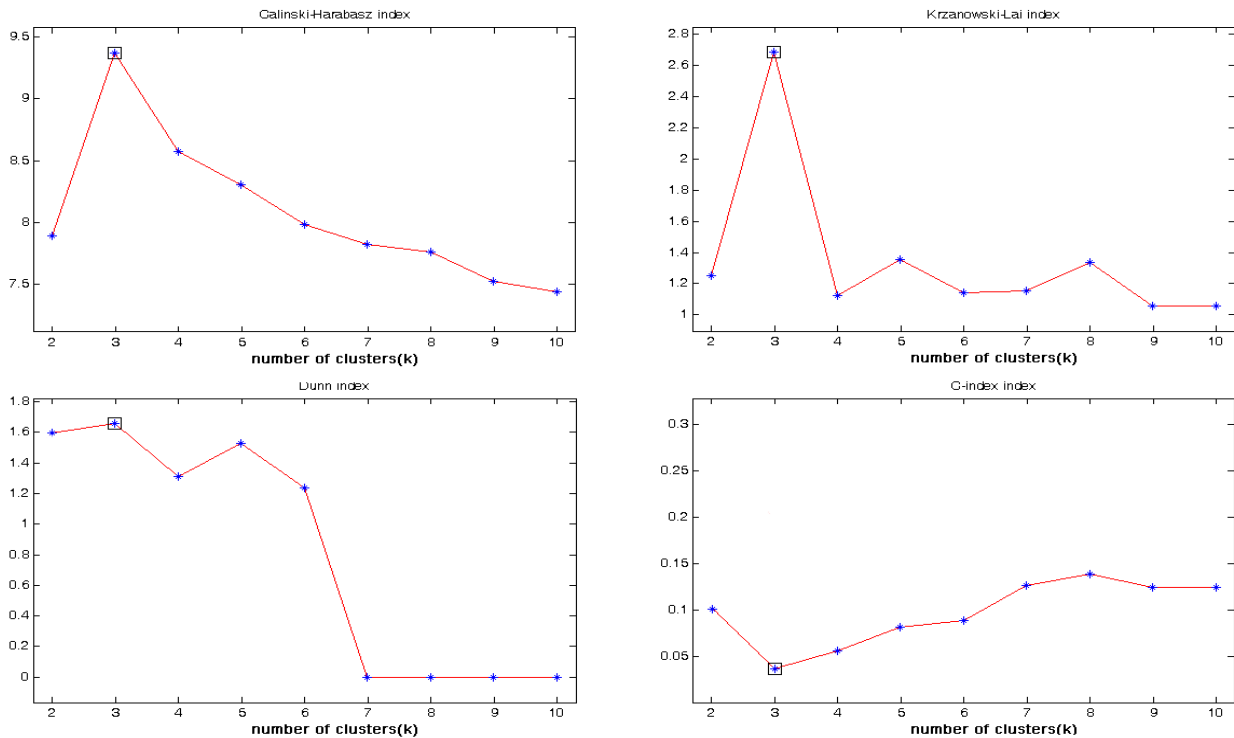 Calinski-Harabasz index
9.5
9
8.5
8
7.5
2 3 4 5 6 7 8 9 10
number of clusters(k)
Krzanowski-Lai index
2.8
2.6
2.4
2.2
2
1.8
1.6
1.4
1.2
1
2 3 4 5 6 7 8 9 10
number of clusters(k)
Dunn index
1.8
1.6
1.4
1.2
1
0.8
0.6
0.4
0.2
0
2 3 4 5 6 7 8 9 10
number of clusters(k)
C-index index
0.3
0.25
0.2
0.15
0.1
0.05
2 3 4 5 6 7 8 9 10
number of clusters(k)